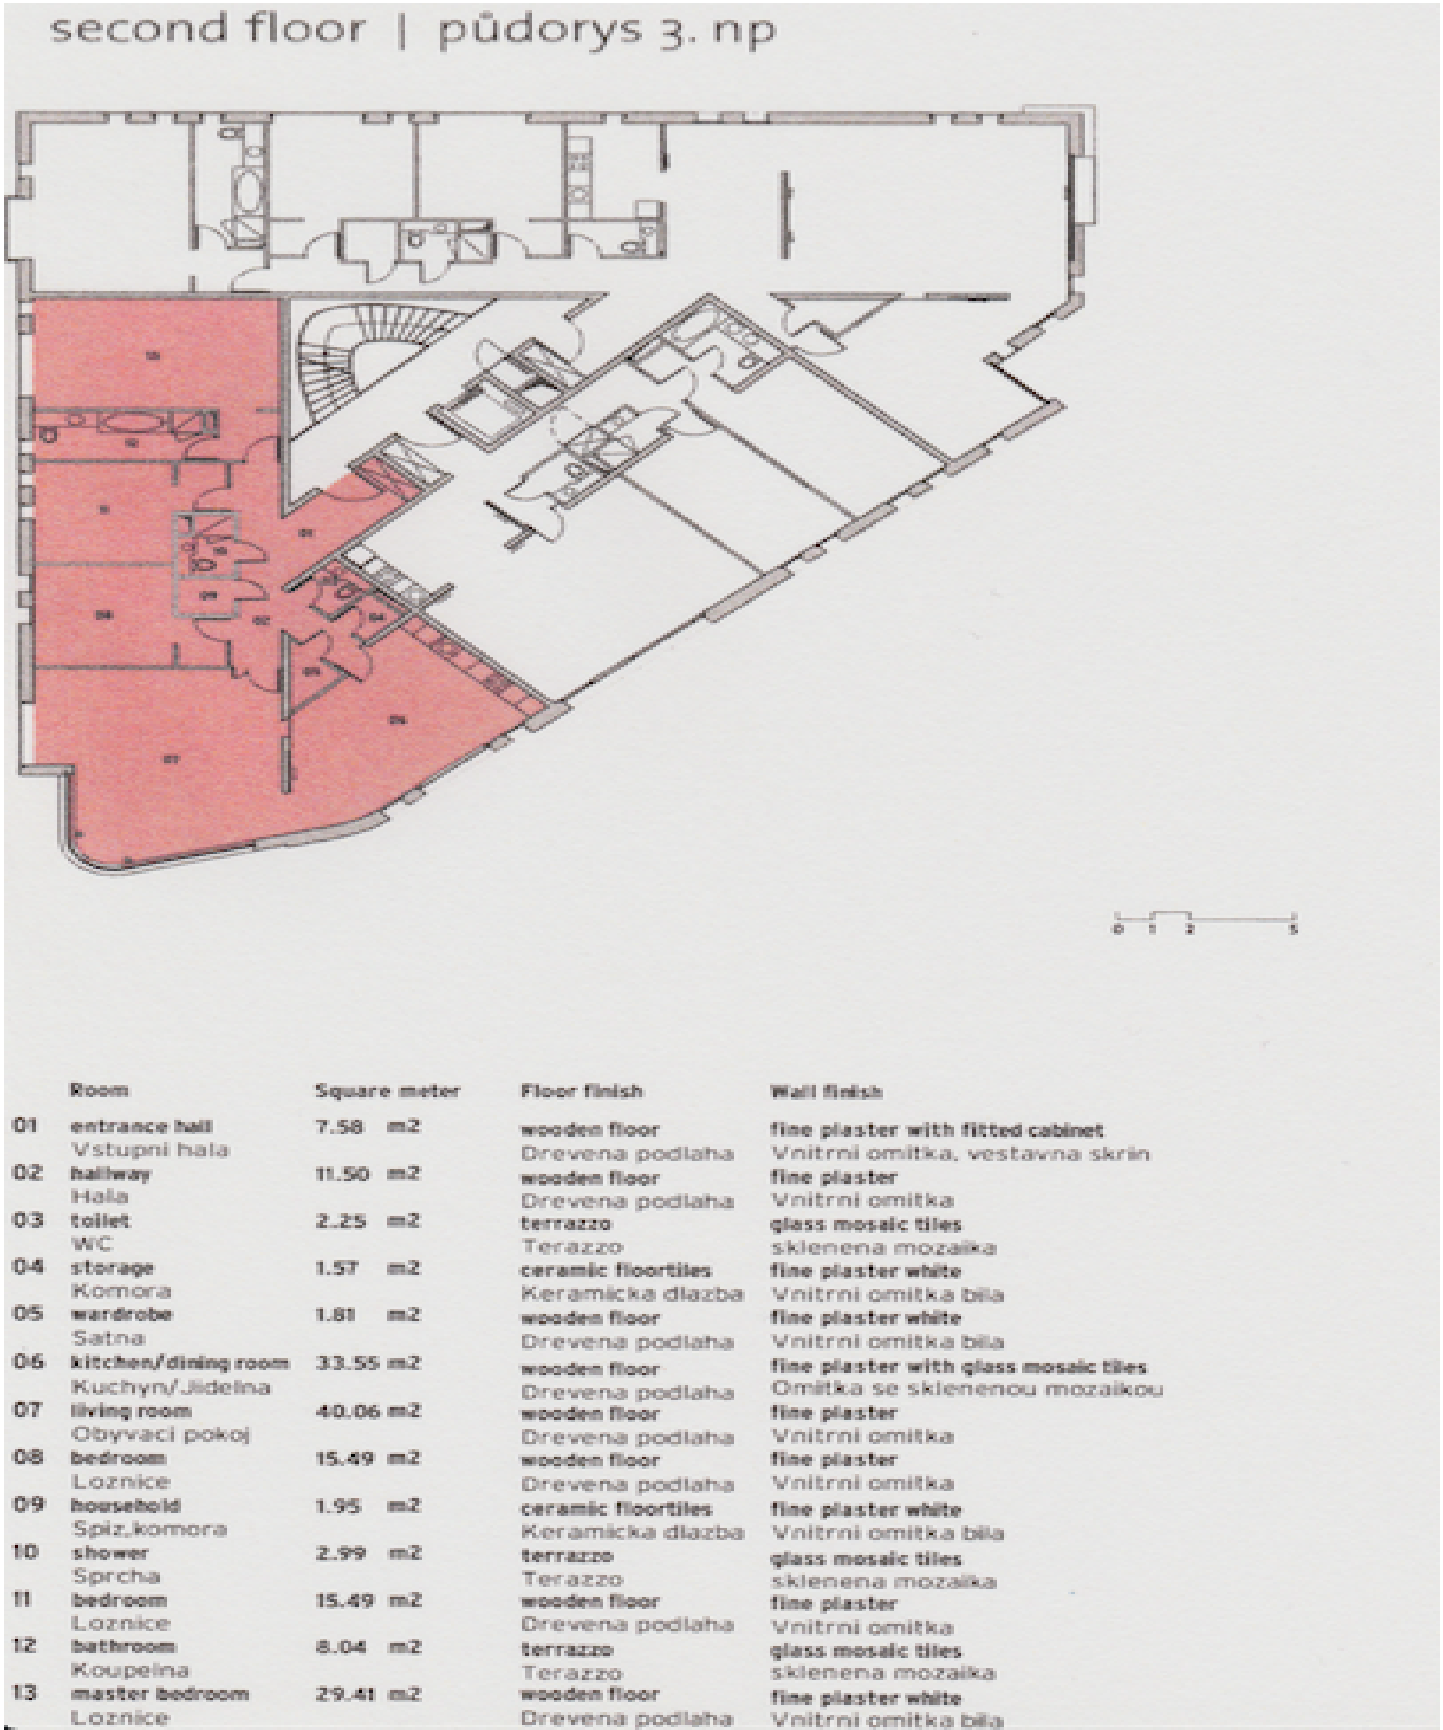 second floor | půdorys 3. np
0 1 2 5
Room Square meter Floor finish Wall finish
01 entrance hall 7.58 m2 wooden floor fine plaster with fitted cabinet
Vstupni hala Drevena podlaha Vnitrni omitka, vestavna skrin
02 hallway 11.50 m2 wooden floor fine plaster
Hala Drevena podlaha Vnitrni omitka
03 toilet 2.25 m2 terrazzo glass mosaic tiles
WC Terazzo sklenena mozaika
04 storage 1.57 m2 ceramic floortiles fine plaster white
Komora Keramicka dlazba Vnitrni omitka bila
05 wardrobe 1.81 m2 wooden floor fine plaster white
Satna Drevena podlaha Vnitrni omitka bila
06 kitchen/dining room 33.55 m2 wooden floor fine plaster with glass mosaic tiles
Kuchyn/Jidelna Drevena podlaha Omitka se sklenenou mozaikou
07 living room 40.06 m2 wooden floor fine plaster
Obyvaci pokoj Drevena podlaha Vnitrni omitka
08 bedroom 15.49 m2 wooden floor fine plaster
Loznice Drevena podlaha Vnitrni omitka
09 household 1.95 m2 ceramic floortiles fine plaster white
Spiz,komora Keramicka dlazba Vnitrni omitka bila
10 shower 2.99 m2 terrazzo glass mosaic tiles
Sprcha Terazzo sklenena mozaika
11 bedroom 15.49 m2 wooden floor fine plaster
Loznice Drevena podlaha Vnitrni omitka
12 bathroom 8.04 m2 terrazzo glass mosaic tiles
Koupelna Terazzo sklenena mozaika
13 master bedroom 29.41 m2 wooden floor fine plaster white
Loznice Drevena podlaha Vnitrni omitka bila